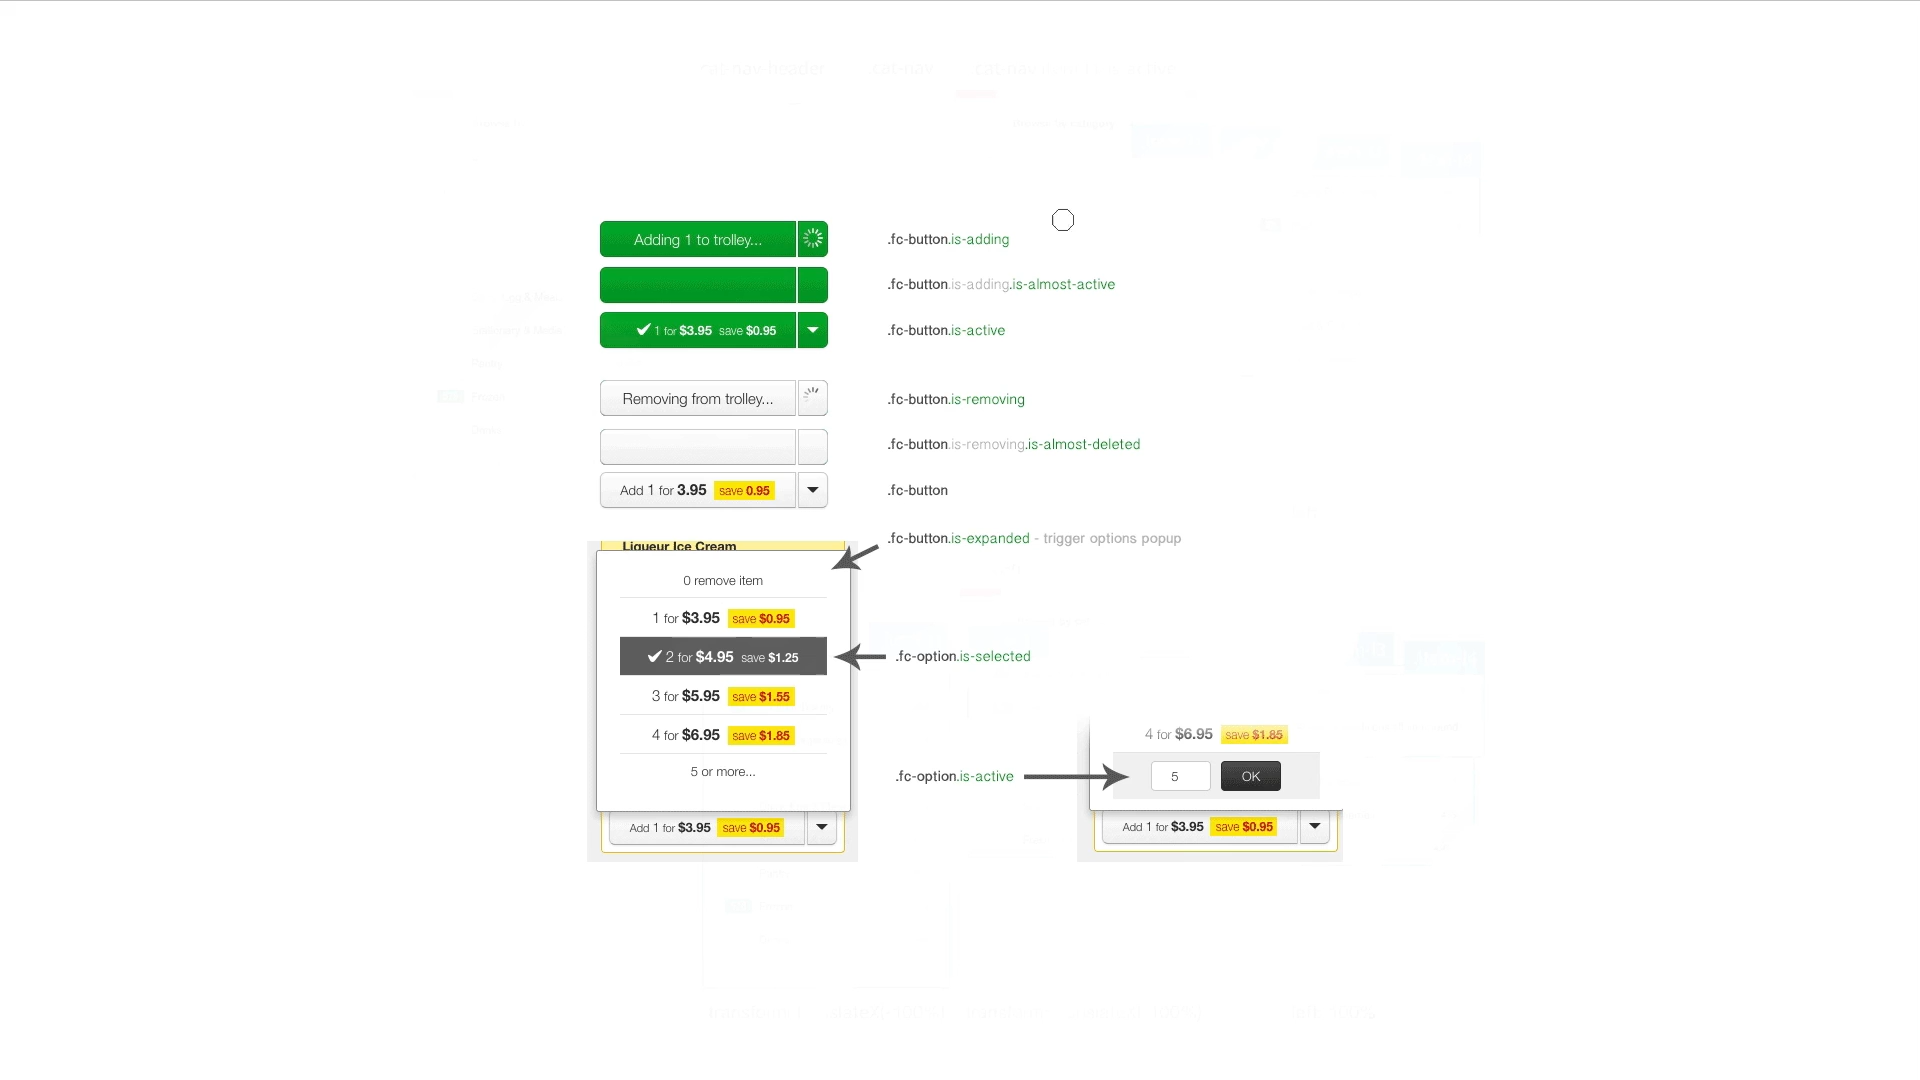 Adding 1 to trolley...
.fc-button.is-adding
.fc-button.is-adding.is-almost-active
1 for $3.95 save $0.95
.fc-button.is-active
Removing from trolley...
.fc-button.is-removing
.fc-button.is-removing.is-almost-deleted
Add 1 for 3.95 save 0.95
.fc-button
.fc-button.is-expanded - trigger options popup
Liqueur Ice Cream
0 remove item
1 for $3.95 save $0.95
2 for $4.95 save $1.25
.fc-option.is-selected
3 for $5.95 save $1.55
4 for $6.95 save $1.85
4 for $6.95 save $1.85
5 or more...
.fc-option.is-active
5 OK
Add 1 for $3.95 save $0.95
Add 1 for $3.95 save $0.95